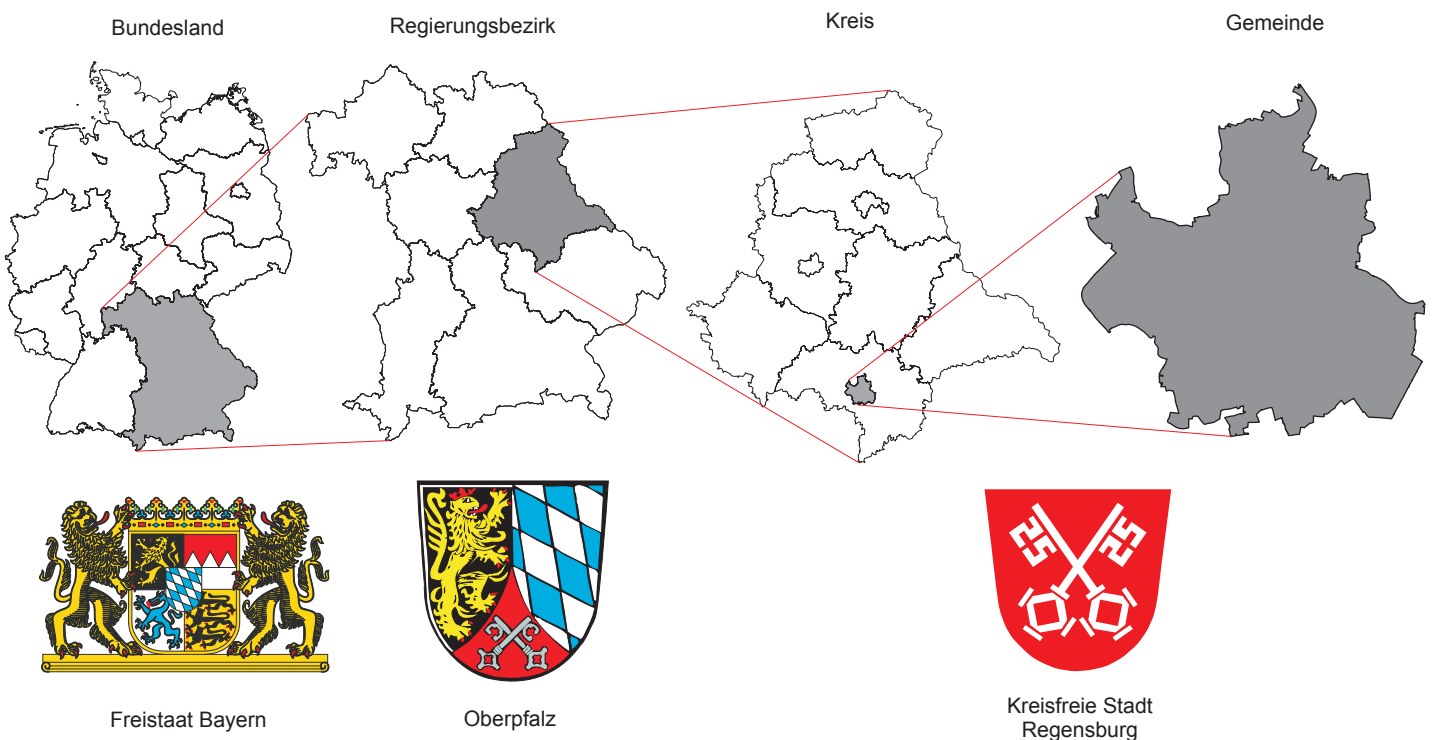 Bundesland
Regierungsbezirk
Kreis
Gemeinde
Freistaat Bayern
Oberpfalz
Kreisfreie Stadt
Regensburg